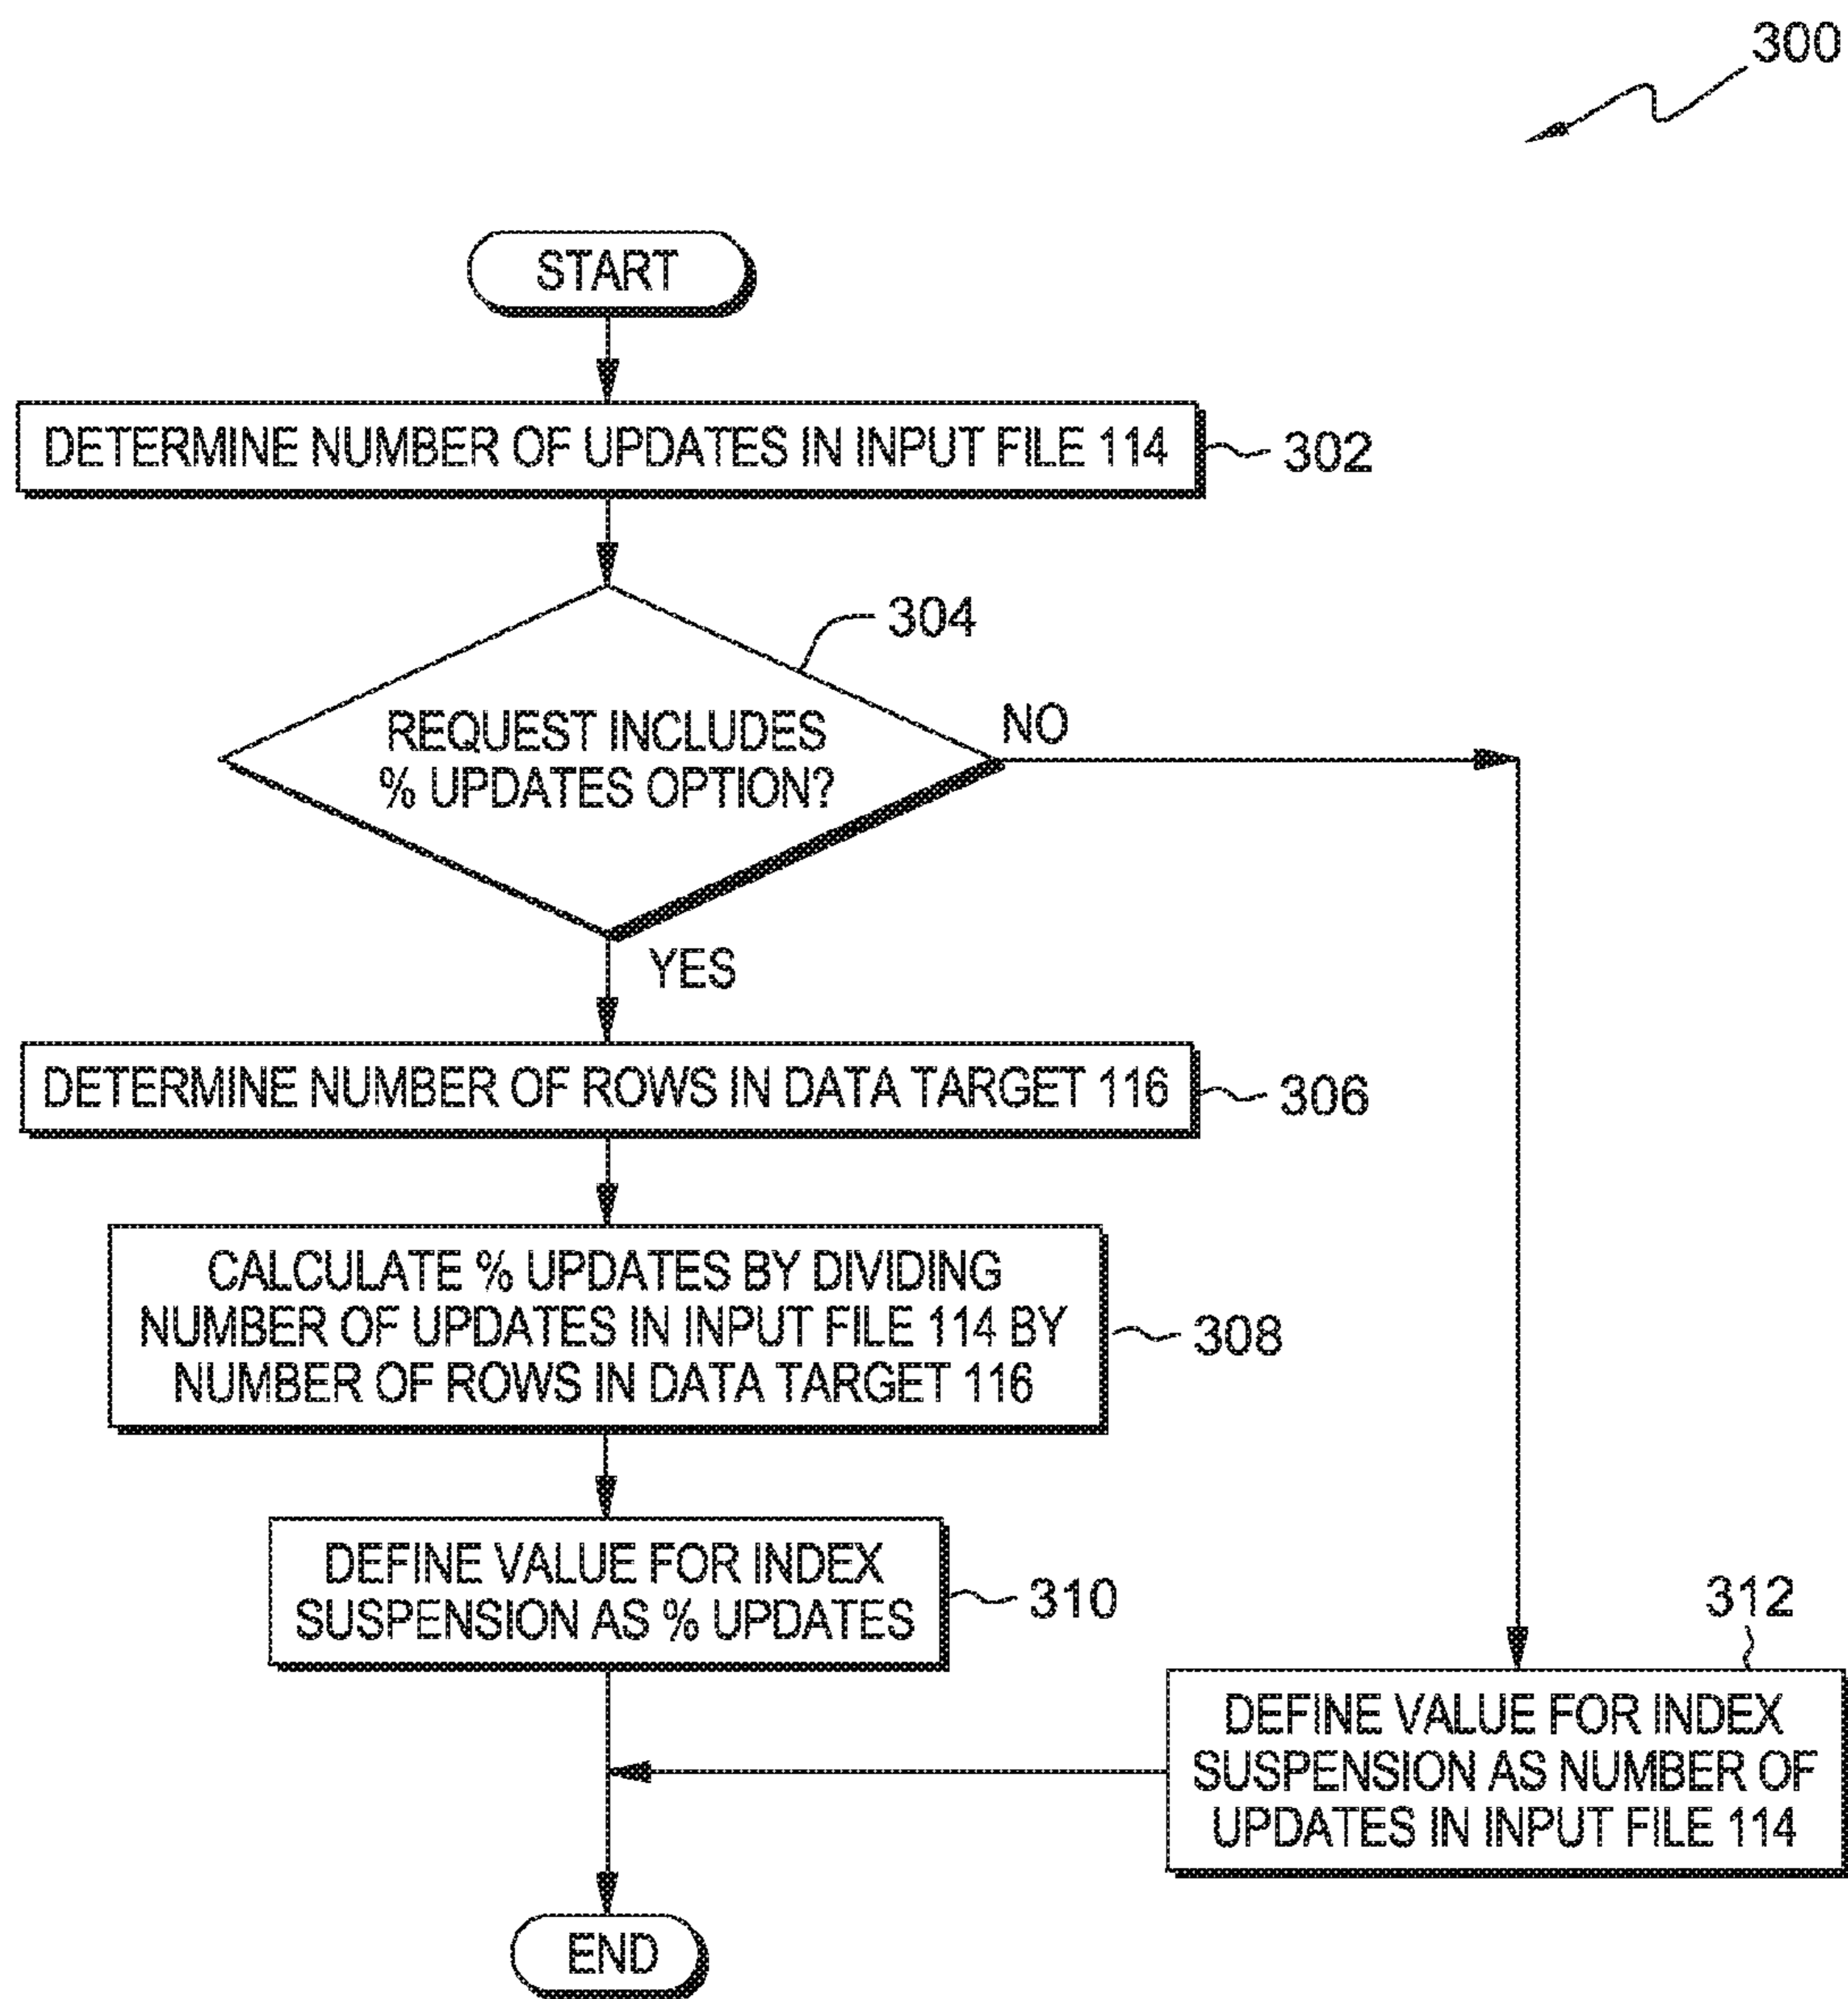 300
START
DETERMINE NUMBER OF UPDATES IN INPUT FILE 114
302
304
REQUEST INCLUDES
% UPDATES OPTION?
NO
YES
DETERMINE NUMBER OF ROWS IN DATA TARGET 116
306
CALCULATE % UPDATES BY DIVIDING
NUMBER OF UPDATES IN INPUT FILE 114 BY
NUMBER OF ROWS IN DATA TARGET 116
308
DEFINE VALUE FOR INDEX
SUSPENSION AS % UPDATES
310
312
DEFINE VALUE FOR INDEX
SUSPENSION AS NUMBER OF
UPDATES IN INPUT FILE 114
END